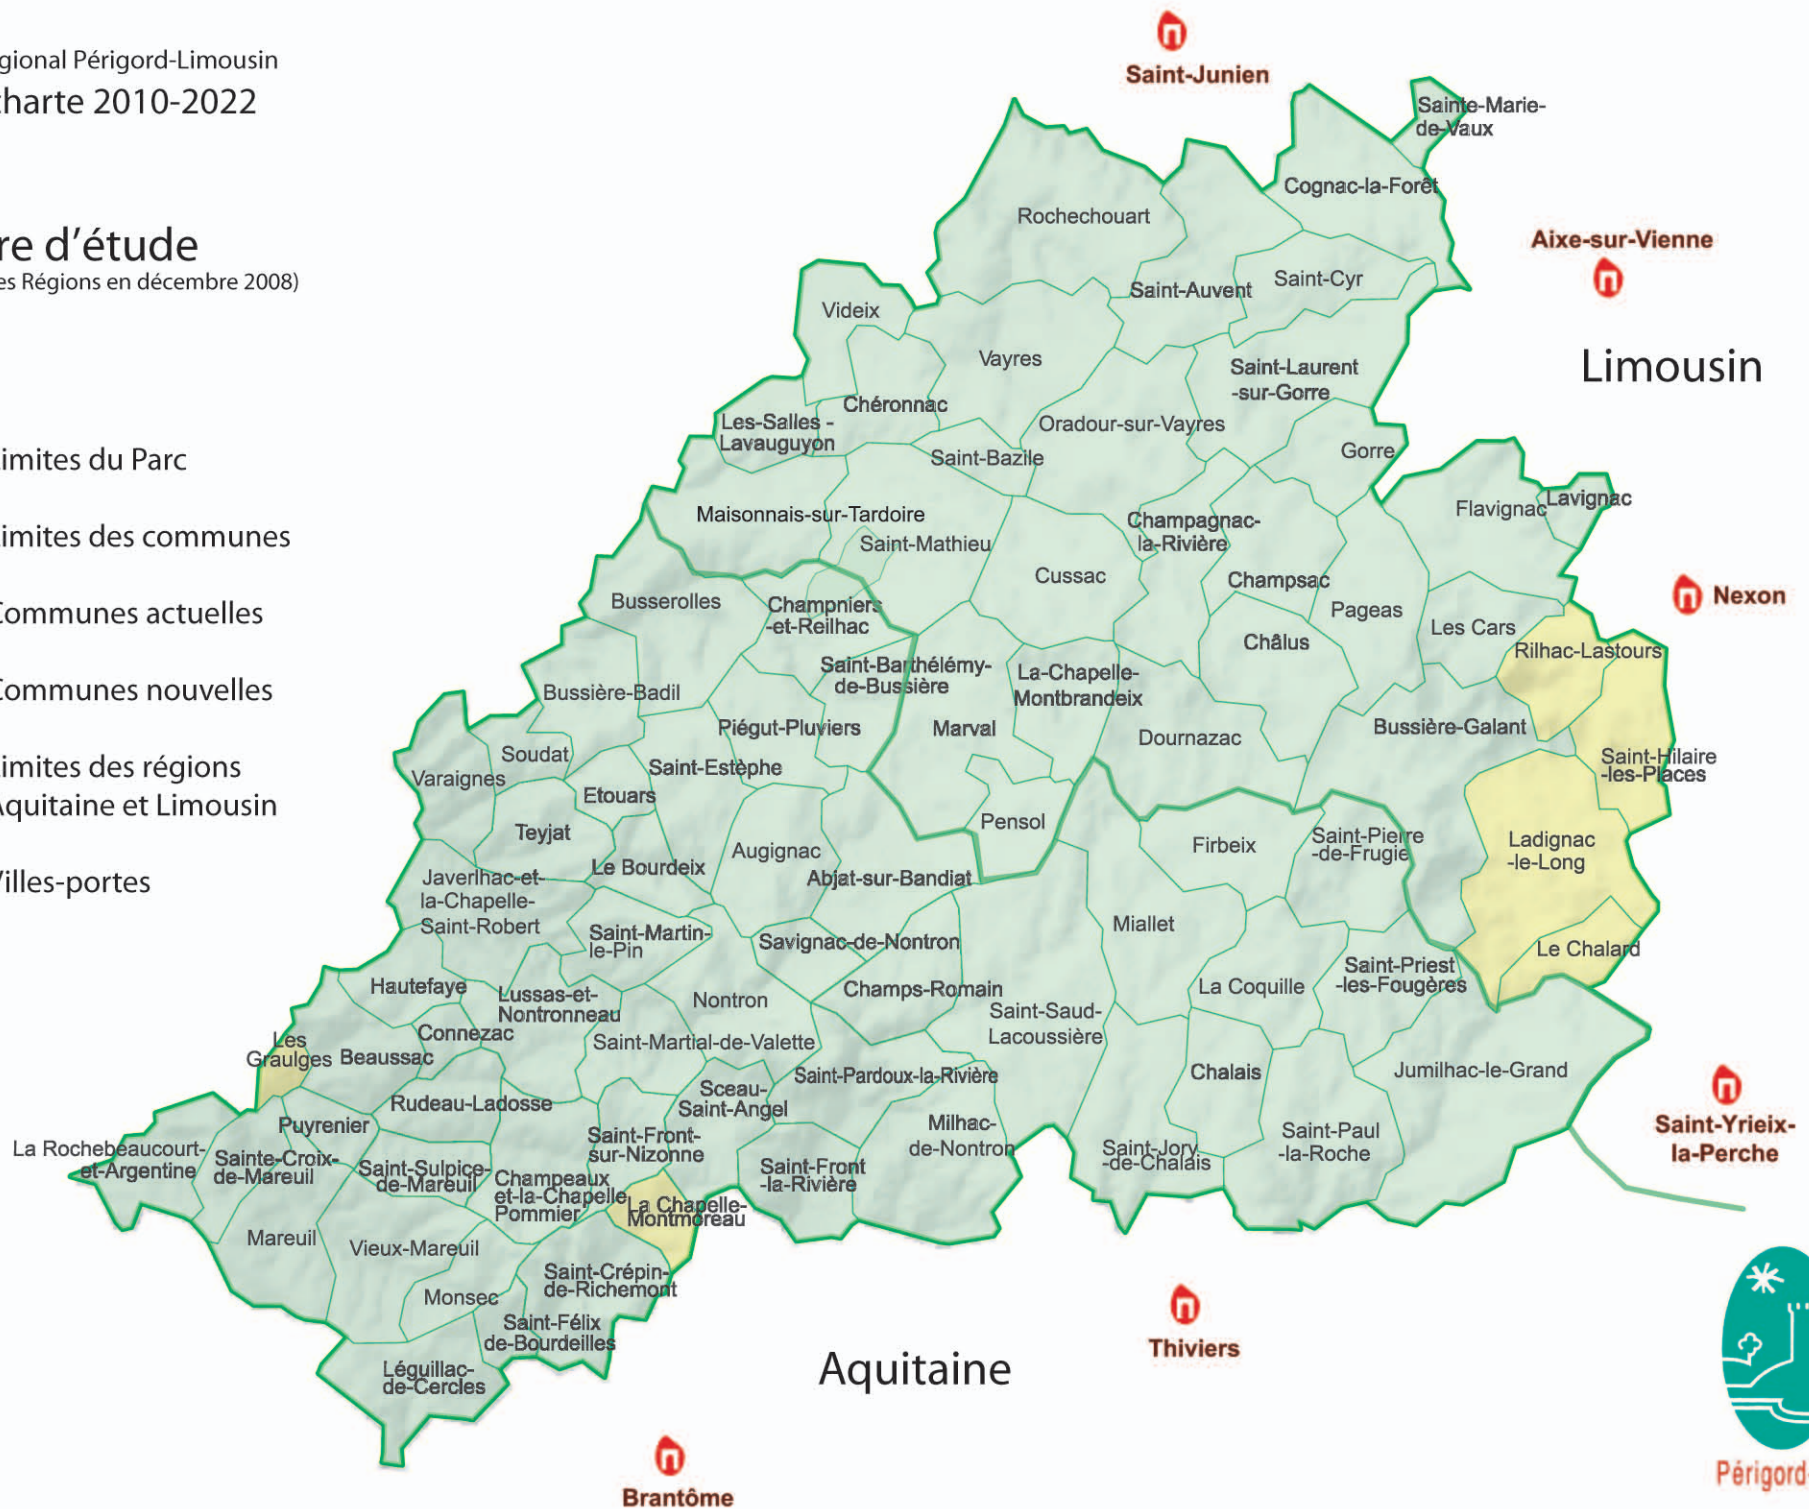 gional Périgord-Limousin
charte 2010-2022
re d'étude
es Régions en décembre 2008)
imites du Parc
imites des communes
Communes actuelles
Communes nouvelles
imites des régions
Aquitaine et Limousin
Villes-portes
Saint-Junien
Sainte-Marie-
de-Vaux
Cognac-la-Forêt
Rochechouart
Aixe-sur-Vienne
Saint-Auvent
Saint-Cyr
Videix
Vayres
Limousin
Saint-Laurent
-sur-Gorre
Chéronnac
Les-Salles -
Lavauguyon
Oradour-sur-Vayres
Gorre
Saint-Bazile
Flavignac
Lavignac
Maisonnais-sur-Tardoire
Champagnac-
la-Rivière
Saint-Mathieu
Cussac
Champsac
Nexon
Busserolles
Champniers
-et-Reilhac
Pageas
Les Cars
Châlus
Rilhac-Lastours
Saint-Barthélémy-
de-Bussière
La-Chapelle-
Montbrandeix
Bussière-Badil
Piégut-Pluviers
Marval
Dournazac
Bussière-Galant
Soudat
Saint-Hilaire
-les-Places
Varaignes
Saint-Estèphe
Etouars
Teyjat
Pensol
Augignac
Firbeix
Saint-Pierre
-de-Frugie
Ladignac
-le-Long
Le Bourdeix
Abjat-sur-Bandiat
Javerlhac-et-
la-Chapelle-
Saint-Robert
Miallet
Saint-Martin-
le-Pin
Savignac-de-Nontron
Le Chalard
Saint-Priest
-les-Fougères
Hautefaye
Lussas-et-
Nontronneau
Nontron
Champs-Romain
La Coquille
Saint-Saud-
Lacoussière
Connezac
Les
Graulges
Beaussac
Saint-Martial-de-Valette
Chalais
Jumilhac-le-Grand
Saint-Pardoux-la-Rivière
Sceau-
Saint-Angel
Rudeau-Ladosse
Puyrenier
Saint-Yrieix-
la-Perche
Milhac-
de-Nontron
Saint-Front-
sur-Nizonne
Saint-Paul
-la-Roche
La Rochebeaucourt-
et-Argentine
Sainte-Croix-
de-Mareuil
Saint-Sulpice-
de-Mareuil
Saint-Jory
-de-Chalais
Saint-Front
-la-Rivière
Champeaux
et-la-Chapelle
Pommier
La Chapelle-
Montmoreau
Mareuil
Vieux-Mareuil
Saint-Crépin-
de-Richemont
Monsec
Saint-Félix
de-Bourdeilles
Thiviers
Léguillac-
de-Cercles
Aquitaine
Brantôme
Périgord-